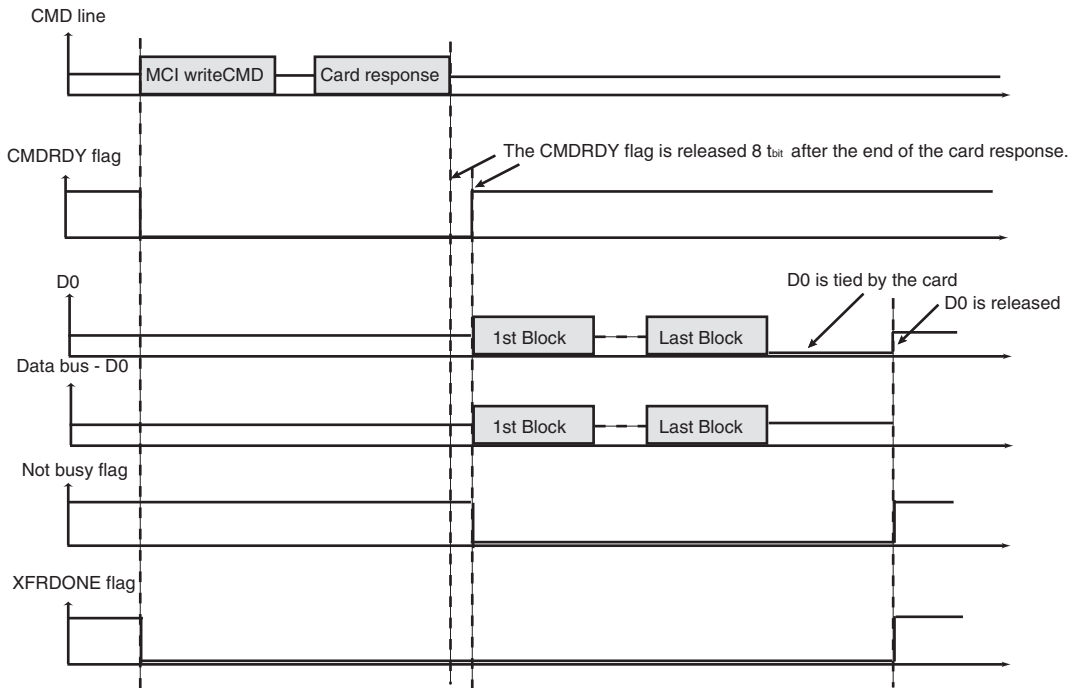 CMD line
MCI writeCMD
Card response
CMDRDY flag
The CMDRDY flag is released 8 tbit after the end of the card response.
D0
D0 is tied by the card
D0 is released
1st Block
Last Block
Data bus - D0
1st Block
Last Block
Not busy flag
XFRDONE flag